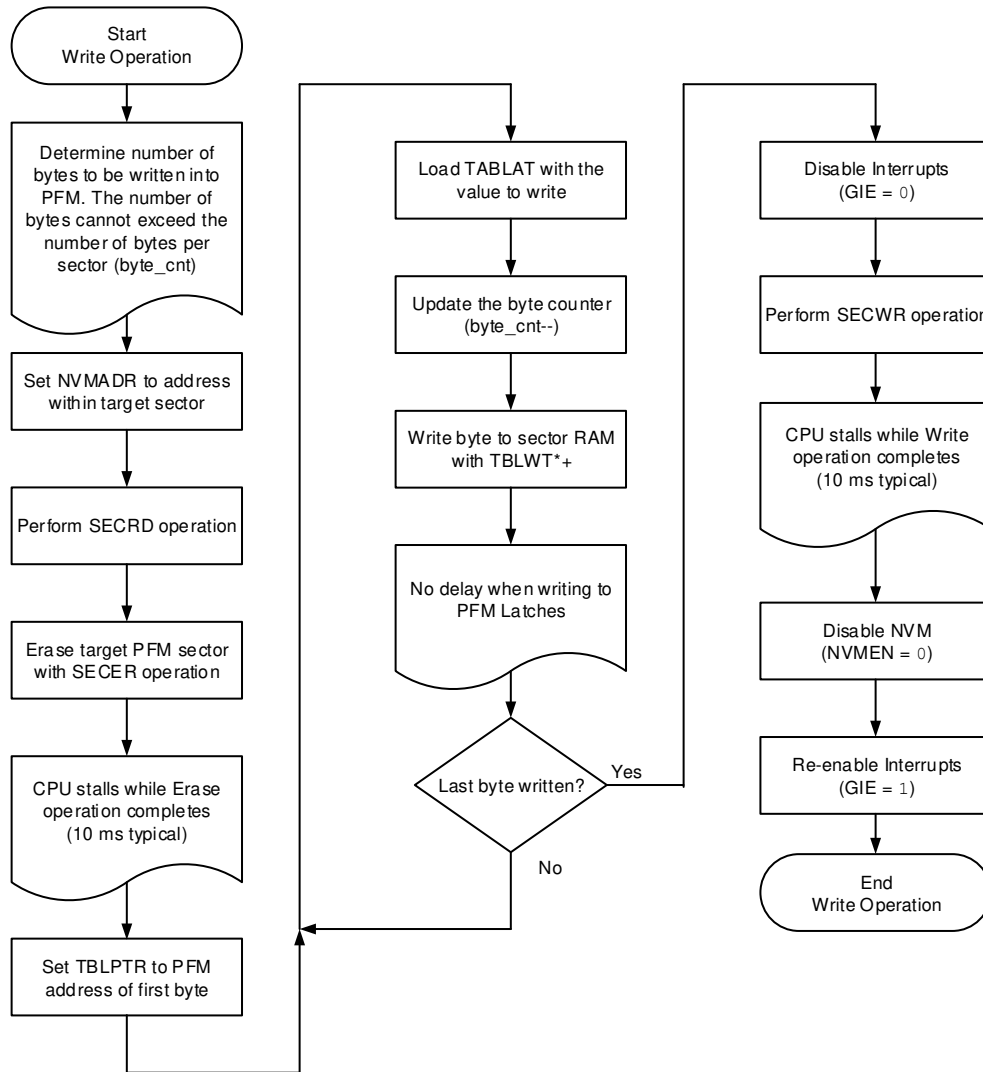 Start
Write Operation
Determine number of
bytes to be written into
PFM. The number of
bytes cannot exceed the
number of bytes per
sector (byte_cnt)
Set NVMADR to address
within target sector
Perform SECRD operation
Erase target PFM sector
with SECER operation
CPU stalls while Erase
operation completes
(10 ms typical)
Set TBLPTR to PFM
address of first byte
Load TABLAT with the
value to write
Update the byte counter
(byte_cnt--)
Write byte to sector RAM
with TBLWT*+
No delay when writing to
PFM Latches
Last byte written?
Yes
No
Disable Interrupts
(GIE = 0)
Perform SECWR operation
CPU stalls while Write
operation completes
(10 ms typical)
Disable NVM
(NVMEN = 0)
Re-enable Interrupts
(GIE = 1)
End
Write Operation